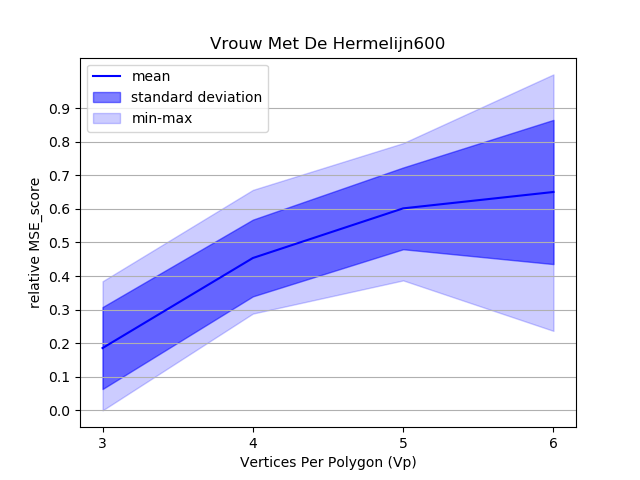 Vrouw Met De Hermelijn600
mean
standard deviation
min-max
relative MSE_score
0.9
0.8
0.7
0.6
0.5
0.4
0.3
0.2
0.1
0.0
3 4 5 6
Vertices Per Polygon (Vp)